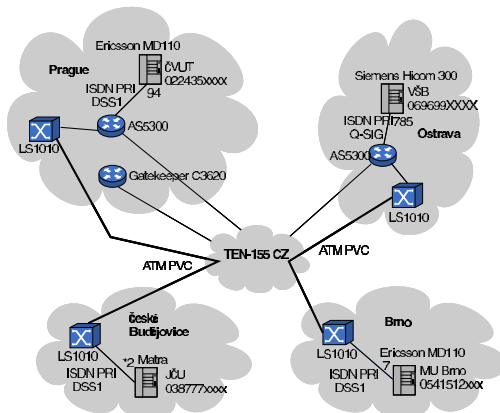 Ericsson MD110
Prague
ČVUT
022435XXXX
ISDN PRI
DSS1
94
LS1010
AS5300
Gatekeeper C3620
Siemens Hicom 300
VŠB
069699XXXX
ISDN PRI
785
Q-SIG
Ostrava
AS5300
LS1010
TEN-155 CZ
ATM PVC
ATM PVC
České
Budějovice
LS1010
*2
Matra
ISDN PRI
DSS1
JČU
038777xxxx
Brno
LS1010
Ericsson MD110
7
ISDN PRI
DSS1
MU Brno
0541512xxx